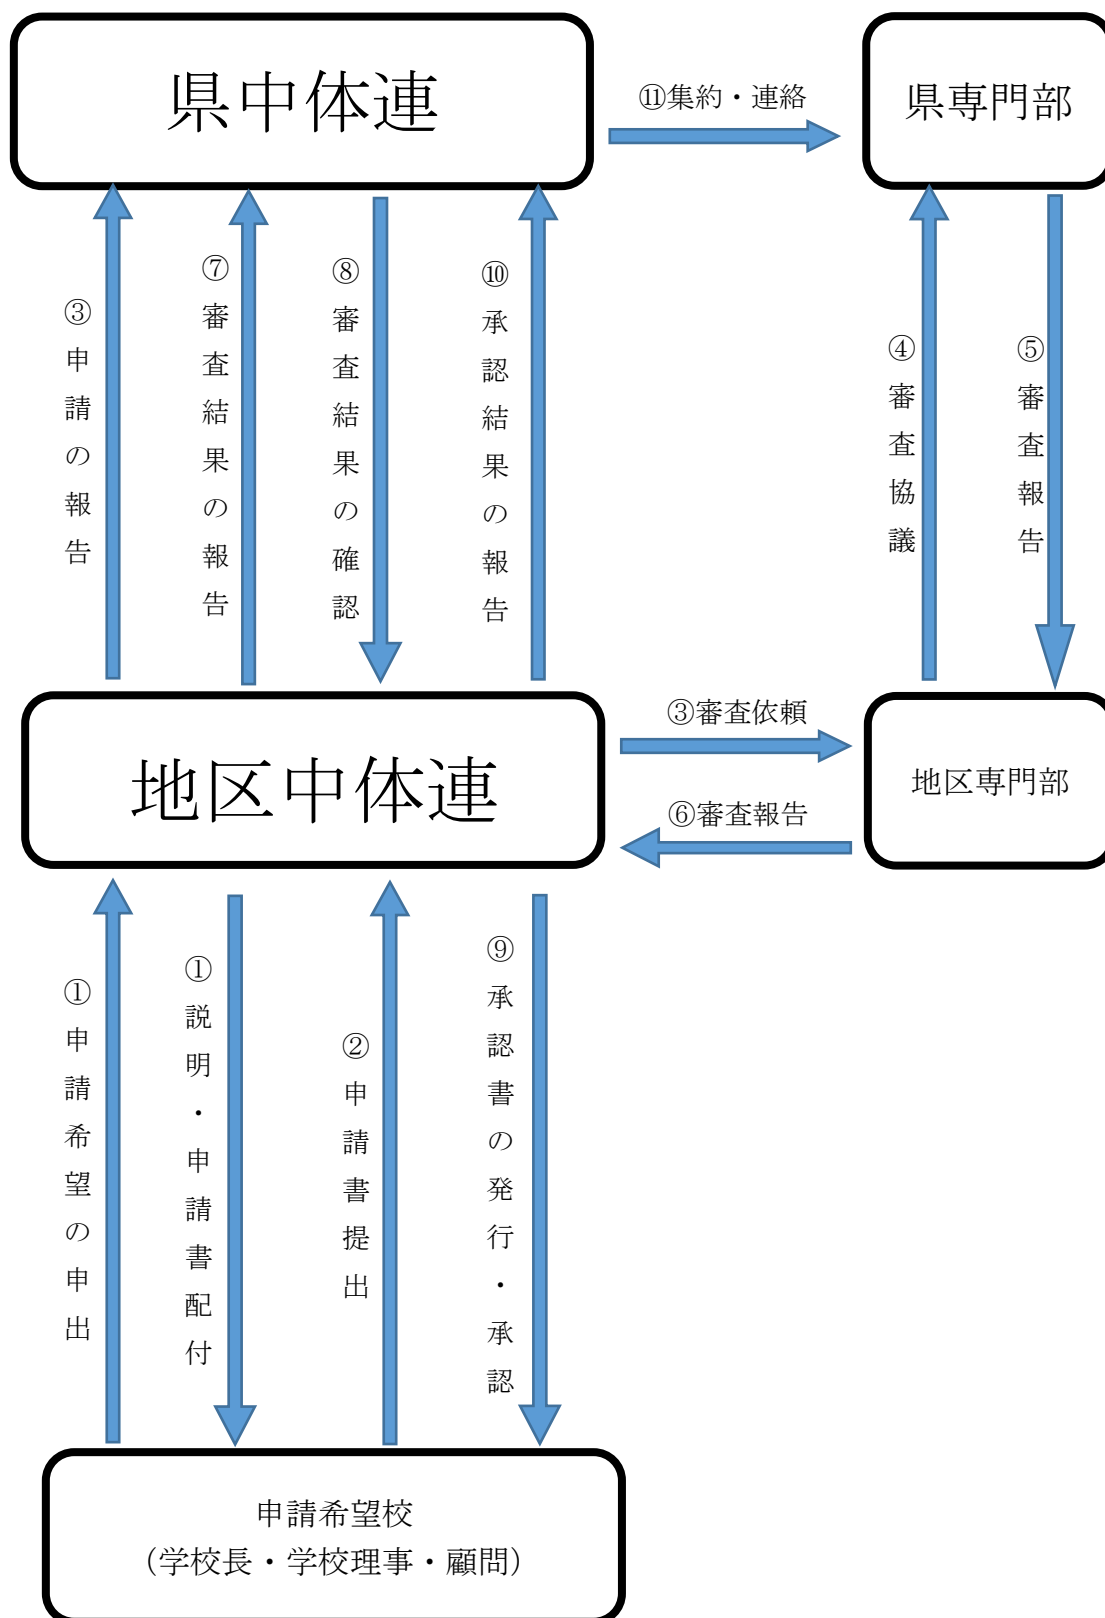 県中体連
⑪集約・連絡
県専門部
③申請の報告
⑦審査結果の報告
⑧審査結果の確認
⑩承認結果の報告
④審査協議
⑤審査報告
地区中体連
③審査依頼
⑥審査報告
地区専門部
①申請希望の申出
①説明・申請書配付
②申請書提出
⑨承認書の発行・承認
申請希望校
（学校長・学校理事・顧問）